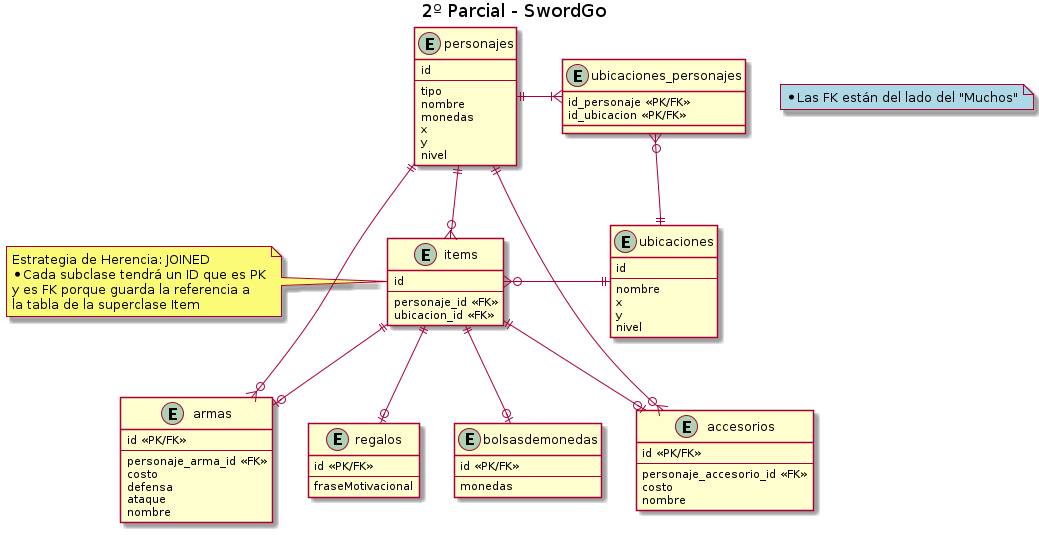 2º Parcial - SwordGo
E personajes
id
tipo
nombre
monedas
x
y
nivel
E ubicaciones_personajes
id_personaje «PK/FK»
id_ubicacion «PK/FK»
• Las FK están del lado del "Muchos"
Estrategia de Herencia: JOINED
• Cada subclase tendrá un ID que es PK
y es FK porque guarda la referencia a
la tabla de la superclase Item
E items
id
personaje_id «FK»
ubicacion_id «FK»
E ubicaciones
id
nombre
x
y
nivel
E armas
id «PK/FK»
personaje_arma_id «FK»
costo
defensa
ataque
nombre
E regalos
id «PK/FK»
fraseMotivacional
E bolsasdemonedas
id «PK/FK»
monedas
E accesorios
id «PK/FK»
personaje_accesorio_id «FK»
costo
nombre